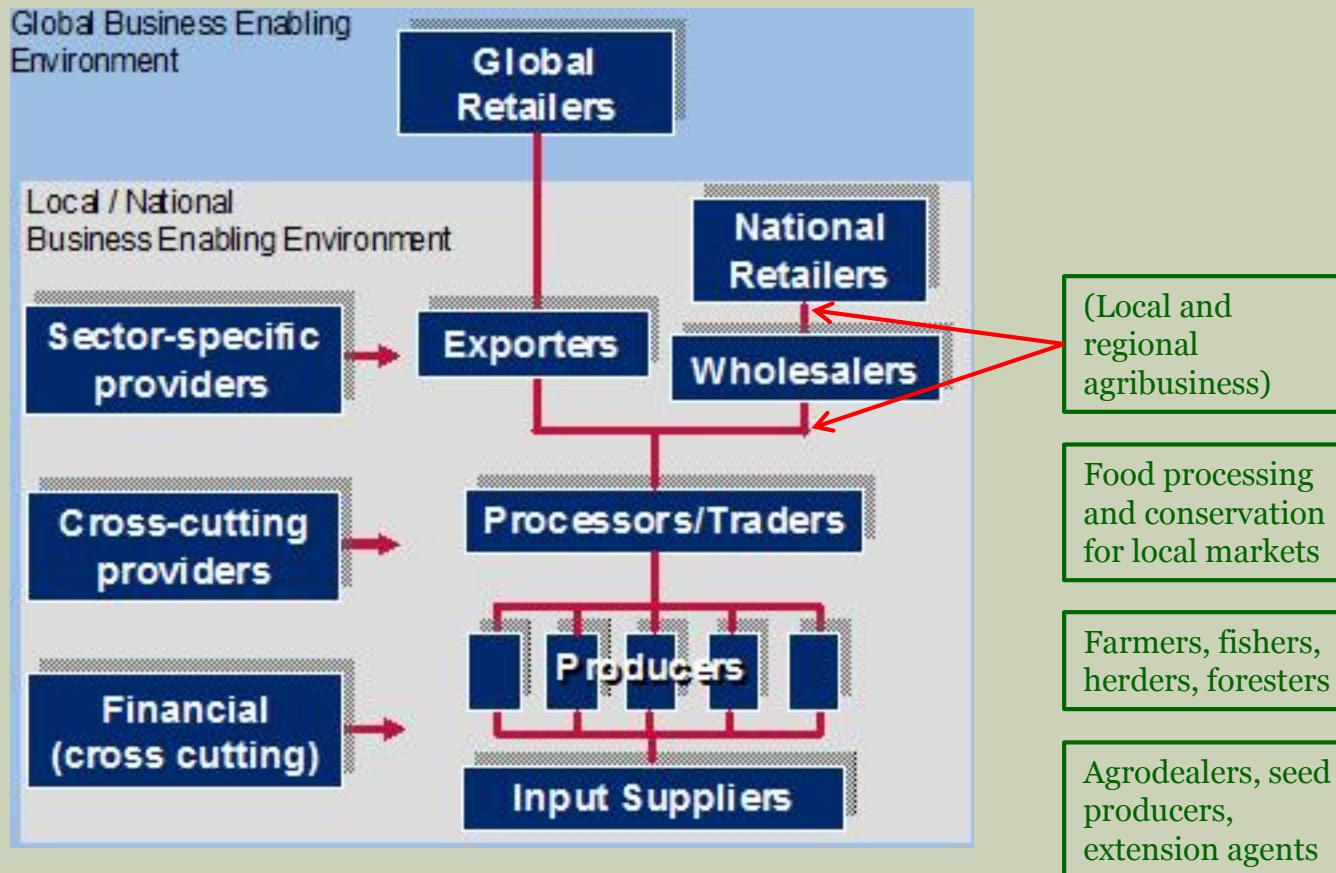 Global Business Enabling
Environment
Global
Retailers
Local / National
Business Enabling Environment
National
Retailers
Sector-specific
providers
Exporters
Wholesalers
Cross-cutting
providers
Processors/Traders
Producers
Financial
(cross cutting)
Input Suppliers
(Local and
regional
agribusiness)
Food processing
and conservation
for local markets
Farmers, fishers,
herders, foresters
Agrodealers, seed
producers,
extension agents